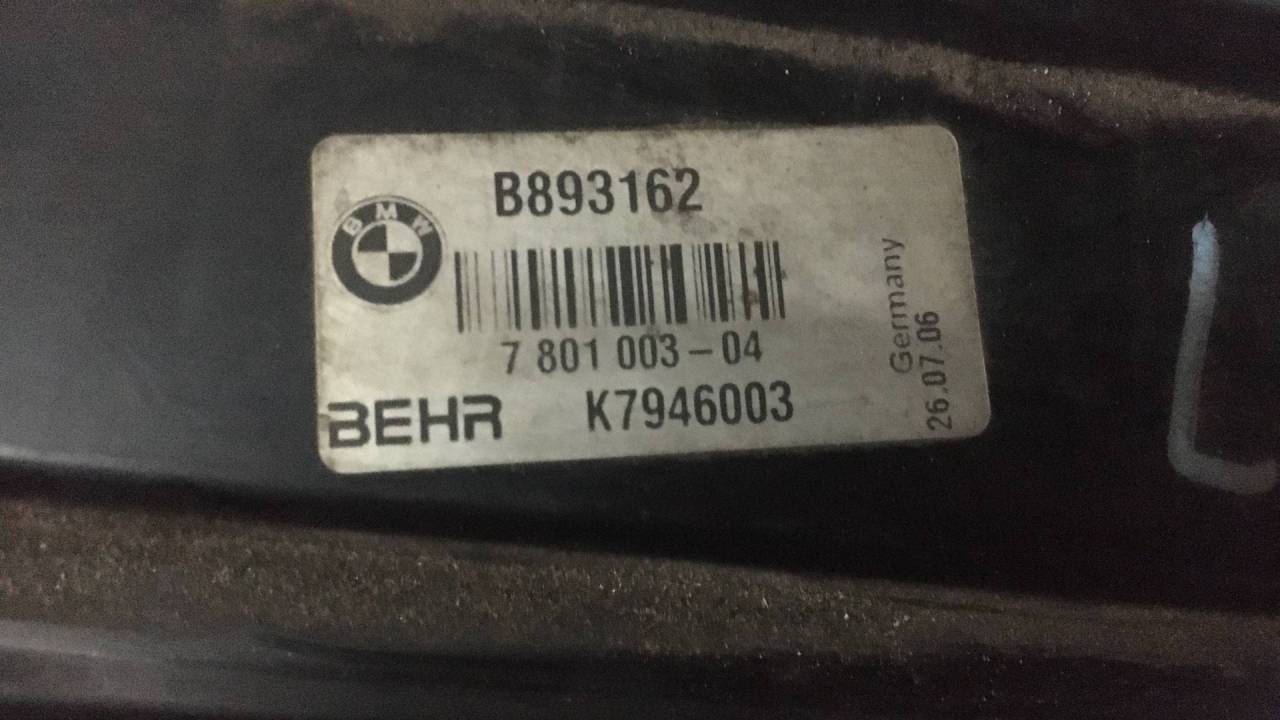 B893162
BMW
7 801 003-04
BEHR K7946003
Germany
26.07.06